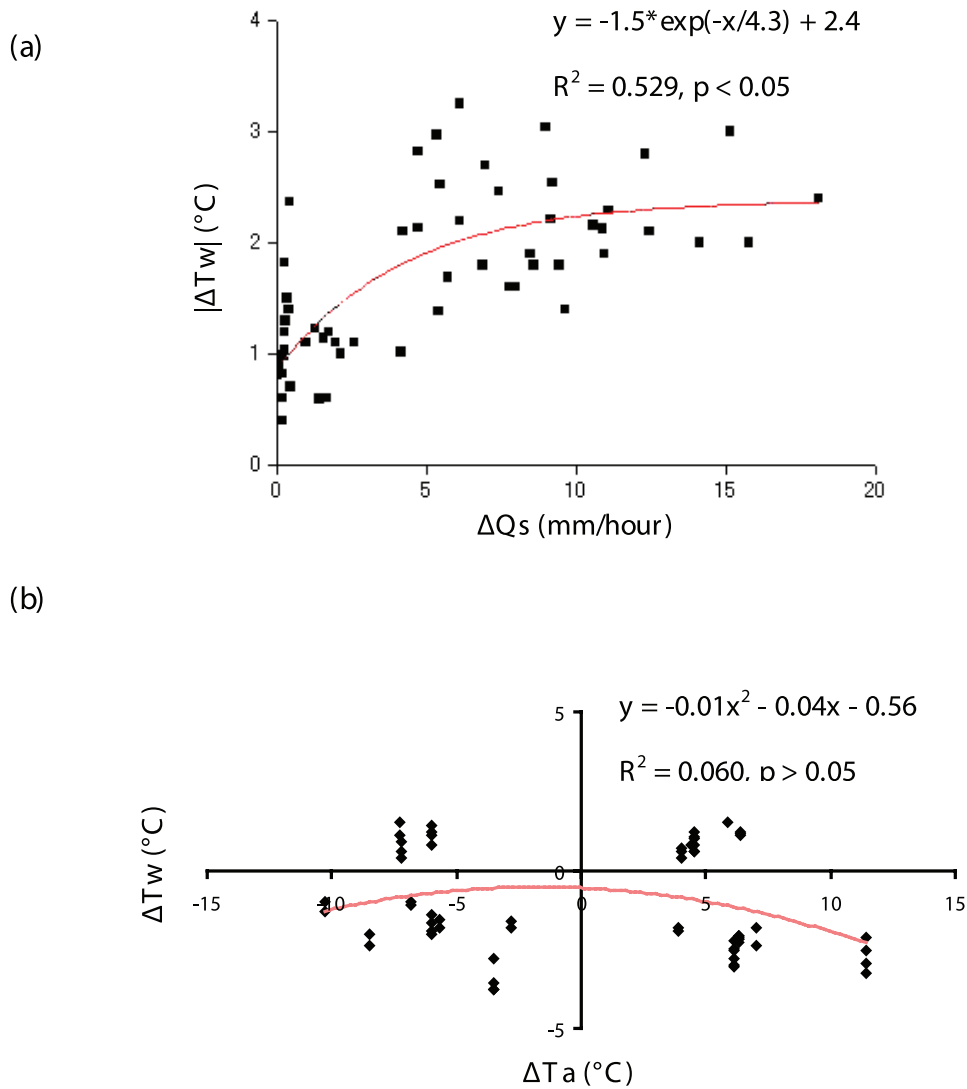 (a)
y = -1.5*exp(-x/4.3) + 2.4
R² = 0.529, p < 0.05
4
3
2
1
0
|ΔTw| (°C)
0 5 10 15 20
ΔQs (mm/hour)
(b)
y = -0.01x² - 0.04x - 0.56
R² = 0.060, p > 0.05
5
0
-5
ΔTw (°C)
-15 -10 -5 0 5 10 15
ΔTa (°C)